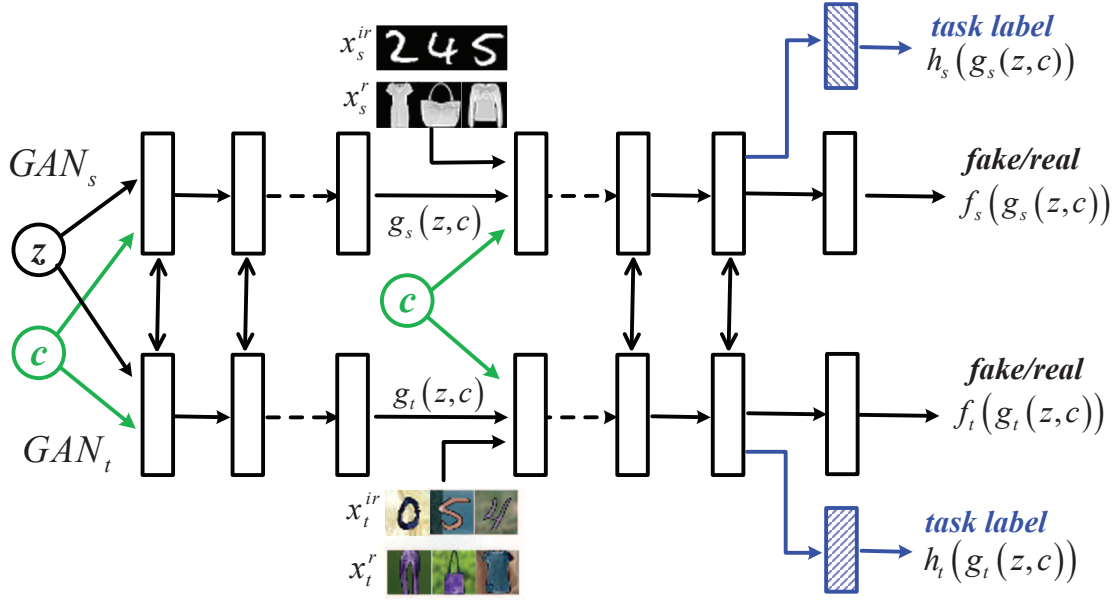 x_s^{ir} 2 4 5
x_s^r
task label
h_s(g_s(z,c))
GAN_s
fake/real
f_s(g_s(z,c))
g_s(z,c)
z
c
c
g_t(z,c)
fake/real
f_t(g_t(z,c))
GAN_t
x_t^{ir} 0 5 4
x_t^r
task label
h_t(g_t(z,c))